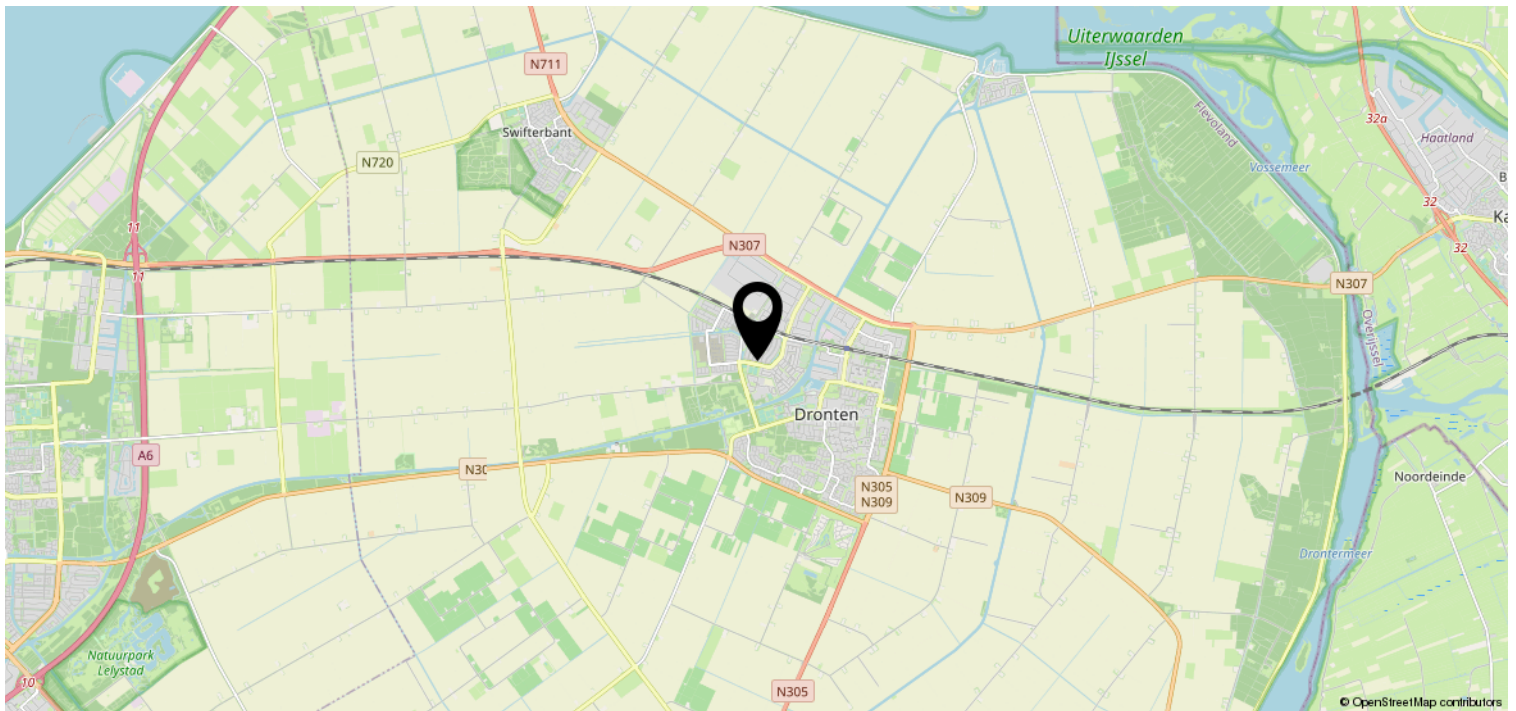 Uiterwaarden
IJssel
N711
32a
Flevoland
Haatland
Swifterbant
N720
Vossemeer
B
32
Ka
11
N307
32
11
N307
Overijssel
Dronten
A6
N30
N305
N309
N309
Noordeinde
Drontermeer
Natuurpark
Lelystad
10
N305
© OpenStreetMap contributors